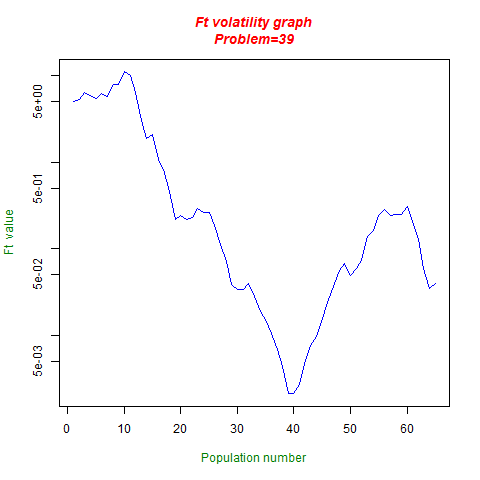 Ft volatility graph
Problem=39
5e+00
5e-01
5e-02
5e-03
Ft value
0 10 20 30 40 50 60
Population number